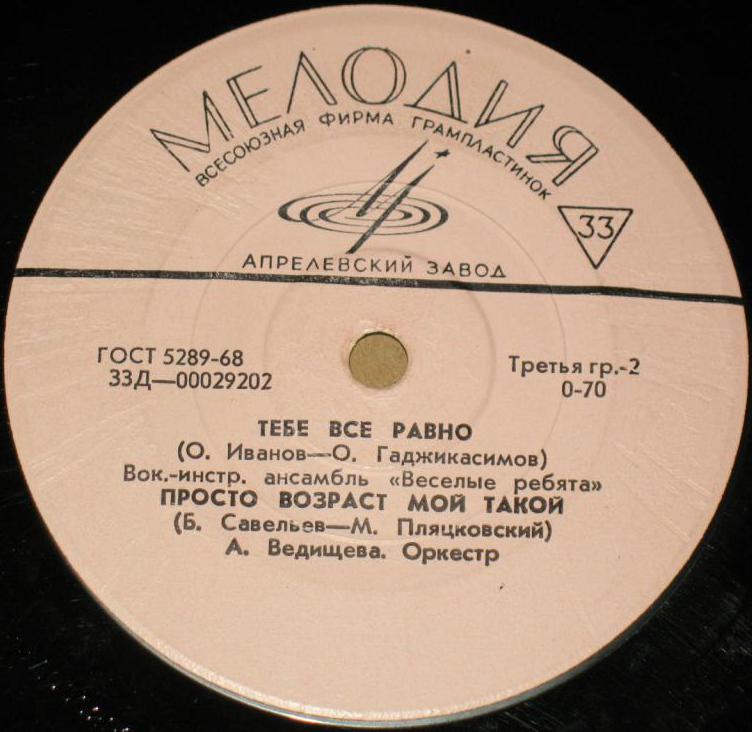 МЕЛОДИЯ
ВСЕСОЮЗНАЯ ФИРМА ГРАМПЛАСТИНОК
33
АПРЕЛЕВСКИЙ ЗАВОД
ГОСТ 5289-68
33Д—00029202
Третья гр.-2
0-70
ТЕБЕ ВСЕ РАВНО
(О. Иванов—О. Гаджикасимов)
Вок.-инстр. ансамбль «Веселые ребята»
ПРОСТО ВОЗРАСТ МОЙ ТАКОЙ
(Б. Савельев—М. Пляцковский)
А. Ведищева. Оркестр